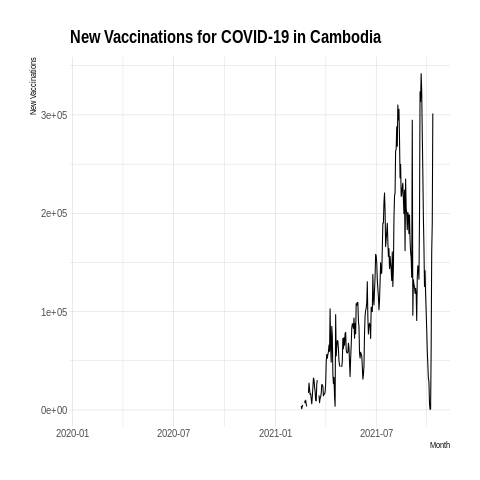 New Vaccinations for COVID-19 in Cambodia
New Vaccinations
3e+05
2e+05
1e+05
0e+00
2020-01
2020-07
2021-01
2021-07
Month